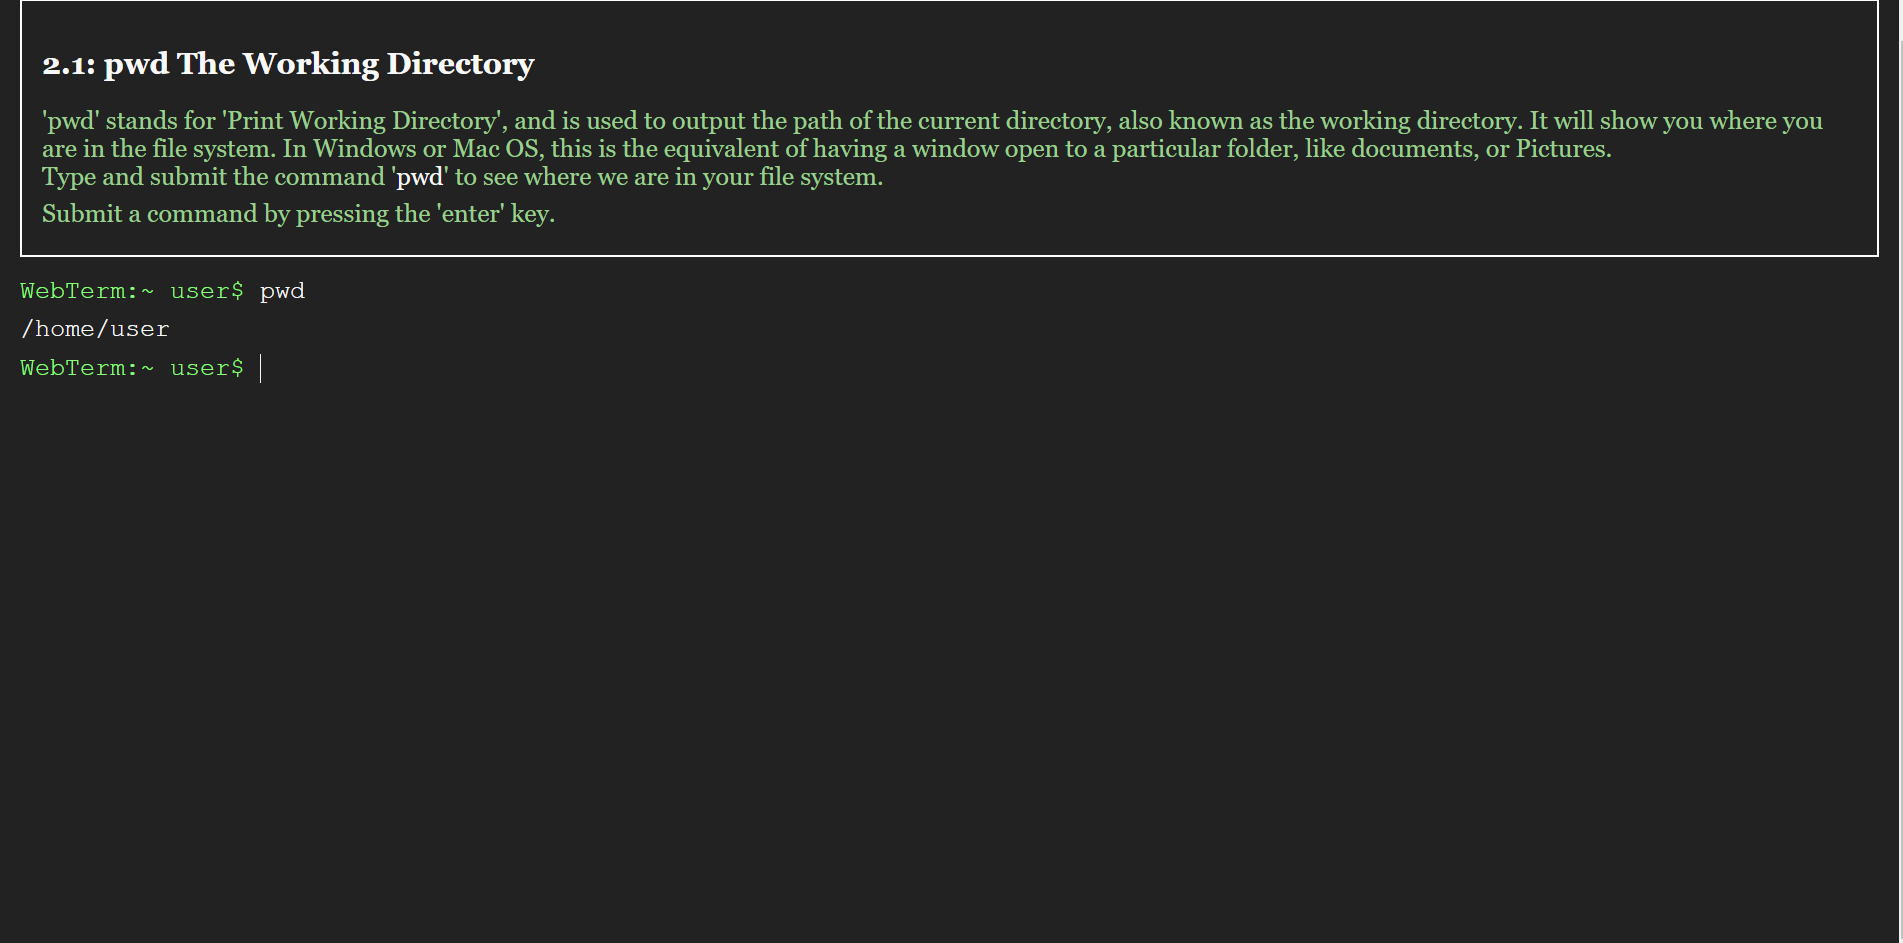 2.1: pwd The Working Directory
'pwd' stands for 'Print Working Directory', and is used to output the path of the current directory, also known as the working directory. It will show you where you
are in the file system. In Windows or Mac OS, this is the equivalent of having a window open to a particular folder, like documents, or Pictures.
Type and submit the command 'pwd' to see where we are in your file system.
Submit a command by pressing the 'enter' key.
WebTerm:~ user$ pwd
/home/user
WebTerm:~ user$